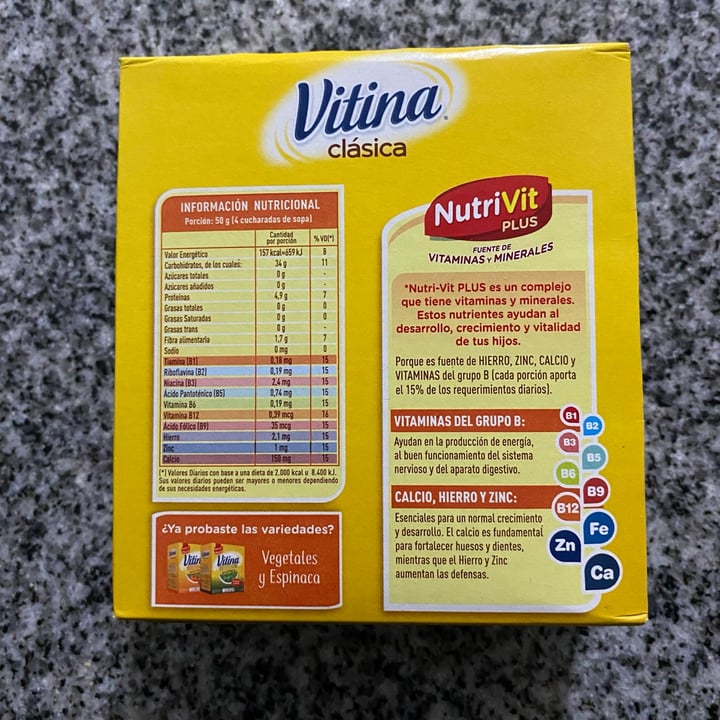 Vitina
clásica
INFORMACIÓN NUTRICIONAL
Porción: 50 g (4 cucharadas de sopa)
Cantidad por porción % VD(*)
Valor Energético 157 kcal=659 kJ 8
Carbohidratos, de los cuales: 34 g 11
Azúcares totales 0 g -
Azúcares añadidos 0 g -
Proteínas 4,9 g 7
Grasas totales 0 g 0
Grasas Saturadas 0 g 0
Grasas trans 0 g -
Fibra alimentaria 1,7 g 7
Sodio 0 mg 0
Tiamina (B1) 0,18 mg 15
Riboflavina (B2) 0,19 mg 15
Niacina (B3) 2,4 mg 15
Ácido Pantoténico (B5) 0,74 mg 15
Vitamina B6 0,19 mg 15
Vitamina B12 0,39 mcg 16
Ácido Fólico (B9) 35 mcg 15
Hierro 2,1 mg 15
Zinc 1 mg 15
Calcio 150 mg 15
(*) Valores Diarios con base a una dieta de 2.000 kcal u 8.400 kJ.
Sus valores diarios pueden ser mayores o menores dependiendo
de sus necesidades energéticas.
¿Ya probaste las variedades?
Vitina
Vitina
Vegetales
y Espinaca
NutriVit
PLUS
FUENTE DE
VITAMINAS Y MINERALES
*Nutri-Vit PLUS es un complejo
que tiene vitaminas y minerales.
Estos nutrientes ayudan al
desarrollo, crecimiento y vitalidad
de tus hijos.
Porque es fuente de HIERRO, ZINC, CALCIO y
VITAMINAS del grupo B (cada porción aporta
el 15% de los requerimientos diarios).
VITAMINAS DEL GRUPO B:
Ayudan en la producción de energía,
al buen funcionamiento del sistema
nervioso y del aparato digestivo.
CALCIO, HIERRO Y ZINC:
Esenciales para un normal crecimiento
y desarrollo. El calcio es fundamental
para fortalecer huesos y dientes,
mientras que el Hierro y Zinc
aumentan las defensas.
B1
B2
B3
B5
B6
B9
B12
Fe
Zn
Ca